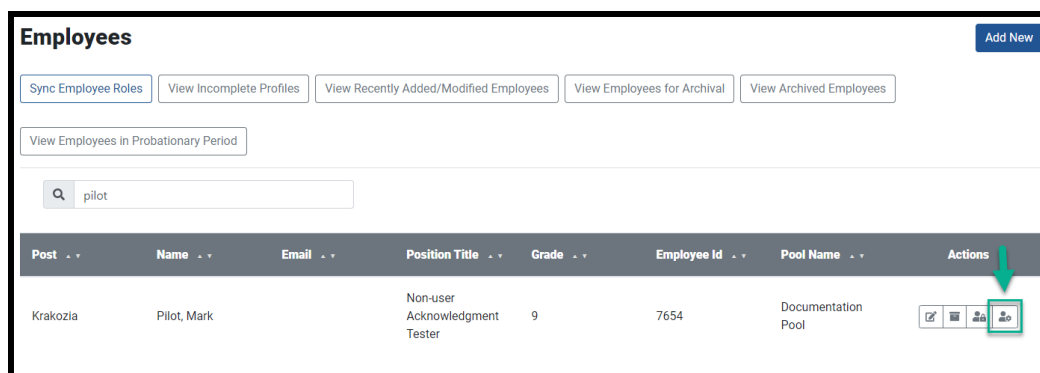 Employees
Add New
Sync Employee Roles View Incomplete Profiles View Recently Added/Modified Employees View Employees for Archival View Archived Employees
View Employees in Probationary Period
pilot
Post Name Email Position Title Grade Employee Id Pool Name Actions
Krakozia Pilot, Mark Non-user Acknowledgment Tester 9 7654 Documentation Pool